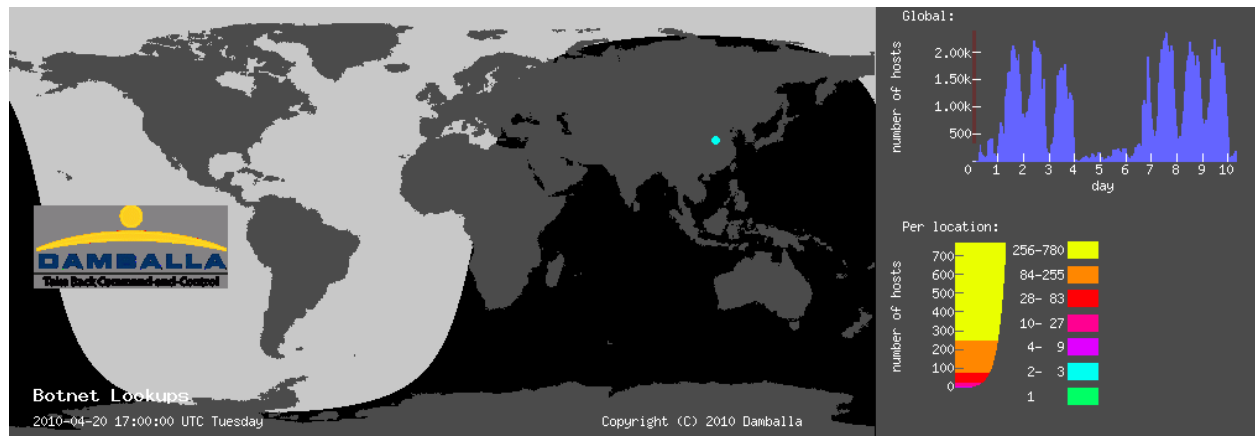 DAMBALLA
Take Back Command-and-Control
Botnet Lookups
2010-04-20 17:00:00 UTC Tuesday
Copyright (C) 2010 Damballa
Global:
number of hosts
2.00k
1.50k
1.00k
500
0
0 1 2 3 4 5 6 7 8 9 10
day
Per location:
number of hosts
700
600
500
400
300
200
100
0
256-780
84-255
28- 83
10- 27
4- 9
2- 3
1